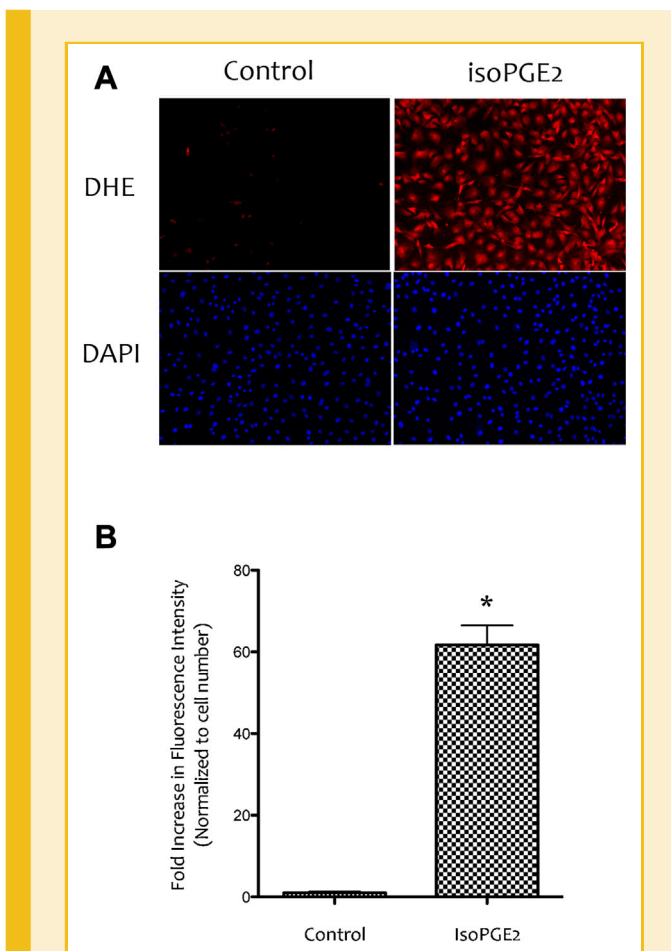 A
Control isoPGE2
DHE
DAPI
B
Fold Increase in Fluorescence Intensity
(Normalized to cell number)
80
60
40
20
0
*
Control IsoPGE2